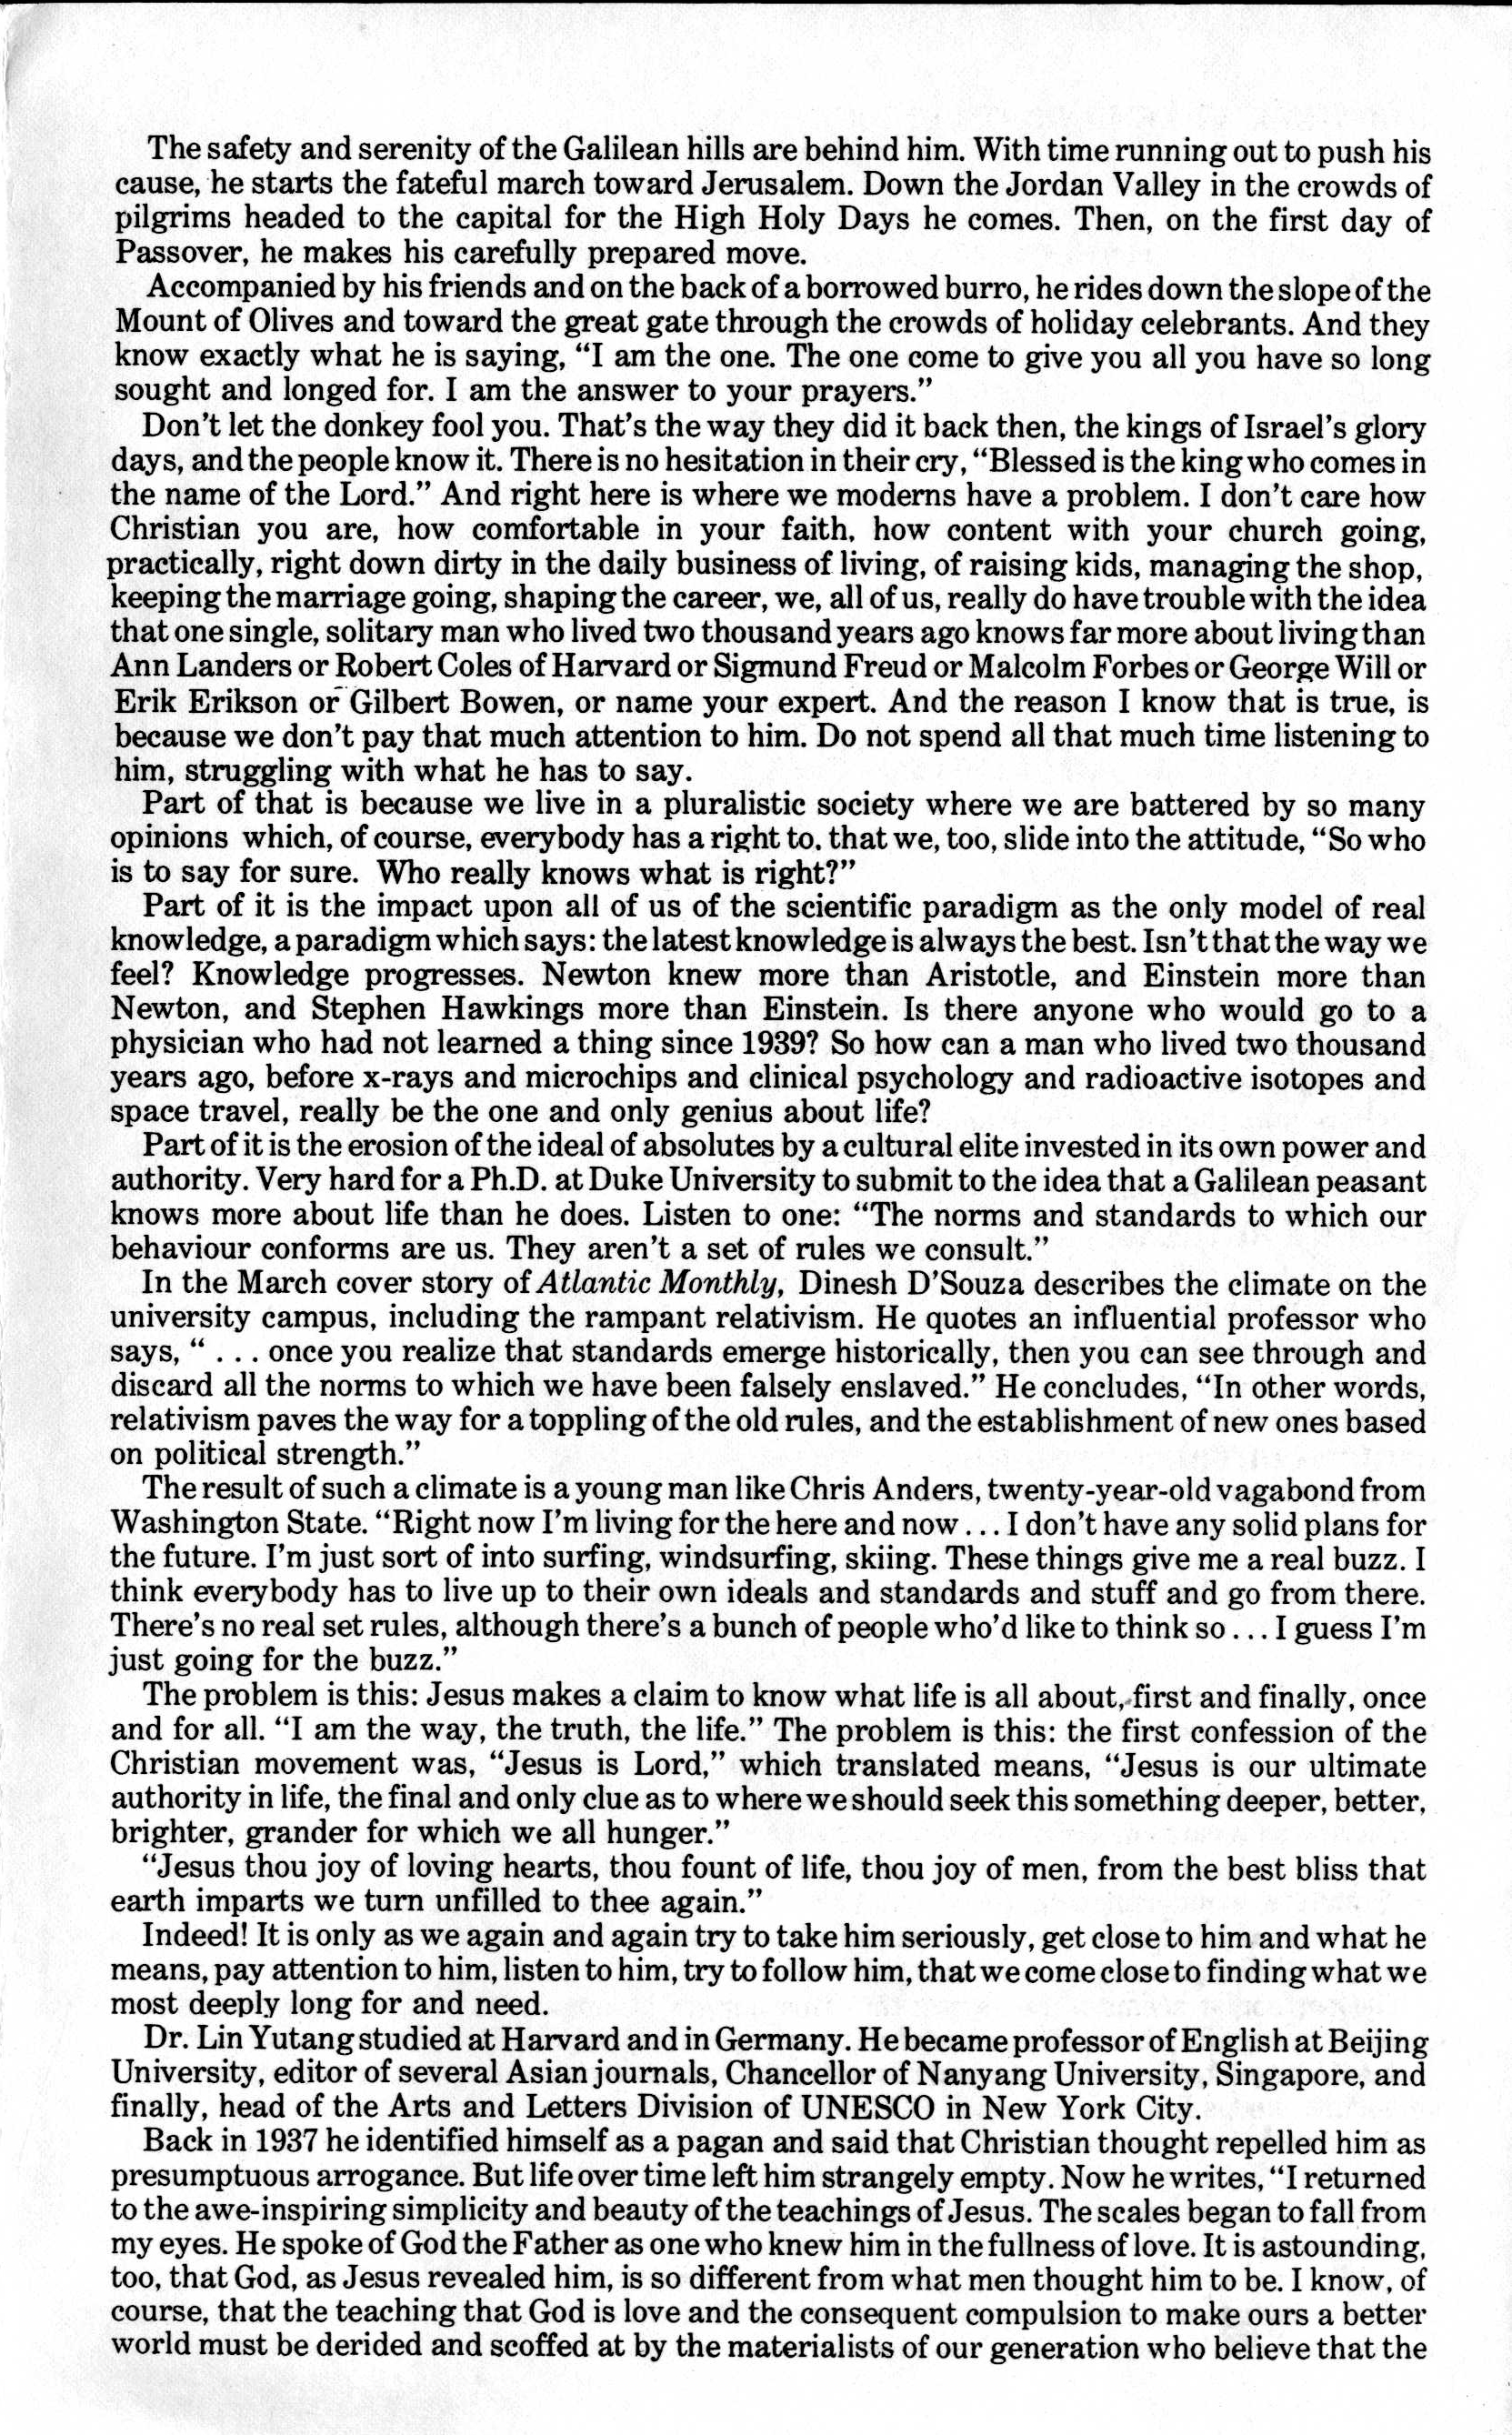 The safety and serenity of the Galilean hills are behind him. With time running out to push his
cause, he starts the fateful march toward Jerusalem. Down the Jordan Valley in the crowds of
pilgrims headed to the capital for the High Holy Days he comes. Then, on the first day of
Passover, he makes his carefully prepared move.
Accompanied by his friends and on the back of a borrowed burro, he rides down the slope of the
Mount of Olives and toward the great gate through the crowds of holiday celebrants. And they
know exactly what he is saying, “I am the one. The one come to give you all you have so long
sought and longed for. I am the answer to your prayers.”
Don’t let the donkey fool you. That’s the way they did it back then, the kings of Israel’s glory
days, and the people know it. There is no hesitation in their cry, “Blessed is the king who comes in
the name of the Lord.” And right here is where we moderns have a problem. I don’t care how
Christian you are, how comfortable in your faith, how content with your church going,
practically, right down dirty in the daily business of living, of raising kids, managing the shop,
keeping the marriage going, shaping the career, we, all of us, really do have trouble with the idea
that one single, solitary man who lived two thousand years ago knows far more about living than
Ann Landers or Robert Coles of Harvard or Sigmund Freud or Malcolm Forbes or George Will or
Erik Erikson or Gilbert Bowen, or name your expert. And the reason I know that is true, is
because we don’t pay that much attention to him. Do not spend all that much time listening to
him, struggling with what he has to say.
Part of that is because we live in a pluralistic society where we are battered by so many
opinions which, of course, everybody has a right to, that we, too, slide into the attitude, “So who
is to say for sure. Who really knows what is right?”
Part of it is the impact upon all of us of the scientific paradigm as the only model of real
knowledge, a paradigm which says: the latest knowledge is always the best. Isn’t that the way we
feel? Knowledge progresses. Newton knew more than Aristotle, and Einstein more than
Newton, and Stephen Hawkings more than Einstein. Is there anyone who would go to a
physician who had not learned a thing since 1939? So how can a man who lived two thousand
years ago, before x-rays and microchips and clinical psychology and radioactive isotopes and
space travel, really be the one and only genius about life?
Part of it is the erosion of the ideal of absolutes by a cultural elite invested in its own power and
authority. Very hard for a Ph.D. at Duke University to submit to the idea that a Galilean peasant
knows more about life than he does. Listen to one: “The norms and standards to which our
behaviour conforms are us. They aren’t a set of rules we consult.”
In the March cover story of Atlantic Monthly, Dinesh D’Souza describes the climate on the
university campus, including the rampant relativism. He quotes an influential professor who
says, “ . . . once you realize that standards emerge historically, then you can see through and
discard all the norms to which we have been falsely enslaved.” He concludes, “In other words,
relativism paves the way for a toppling of the old rules, and the establishment of new ones based
on political strength.”
The result of such a climate is a young man like Chris Anders, twenty-year-old vagabond from
Washington State. “Right now I’m living for the here and now . . . I don’t have any solid plans for
the future. I’m just sort of into surfing, windsurfing, skiing. These things give me a real buzz. I
think everybody has to live up to their own ideals and standards and stuff and go from there.
There’s no real set rules, although there’s a bunch of people who’d like to think so . . . I guess I’m
just going for the buzz.”
The problem is this: Jesus makes a claim to know what life is all about, first and finally, once
and for all. “I am the way, the truth, the life.” The problem is this: the first confession of the
Christian movement was, “Jesus is Lord,” which translated means, “Jesus is our ultimate
authority in life, the final and only clue as to where we should seek this something deeper, better,
brighter, grander for which we all hunger.”
“Jesus thou joy of loving hearts, thou fount of life, thou joy of men, from the best bliss that
earth imparts we turn unfilled to thee again.”
Indeed! It is only as we again and again try to take him seriously, get close to him and what he
means, pay attention to him, listen to him, try to follow him, that we come close to finding what we
most deeply long for and need.
Dr. Lin Yutang studied at Harvard and in Germany. He became professor of English at Beijing
University, editor of several Asian journals, Chancellor of Nanyang University, Singapore, and
finally, head of the Arts and Letters Division of UNESCO in New York City.
Back in 1937 he identified himself as a pagan and said that Christian thought repelled him as
presumptuous arrogance. But life over time left him strangely empty. Now he writes, “I returned
to the awe-inspiring simplicity and beauty of the teachings of Jesus. The scales began to fall from
my eyes. He spoke of God the Father as one who knew him in the fullness of love. It is astounding,
too, that God, as Jesus revealed him, is so different from what men thought him to be. I know, of
course, that the teaching that God is love and the consequent compulsion to make ours a better
world must be derided and scoffed at by the materialists of our generation who believe that the